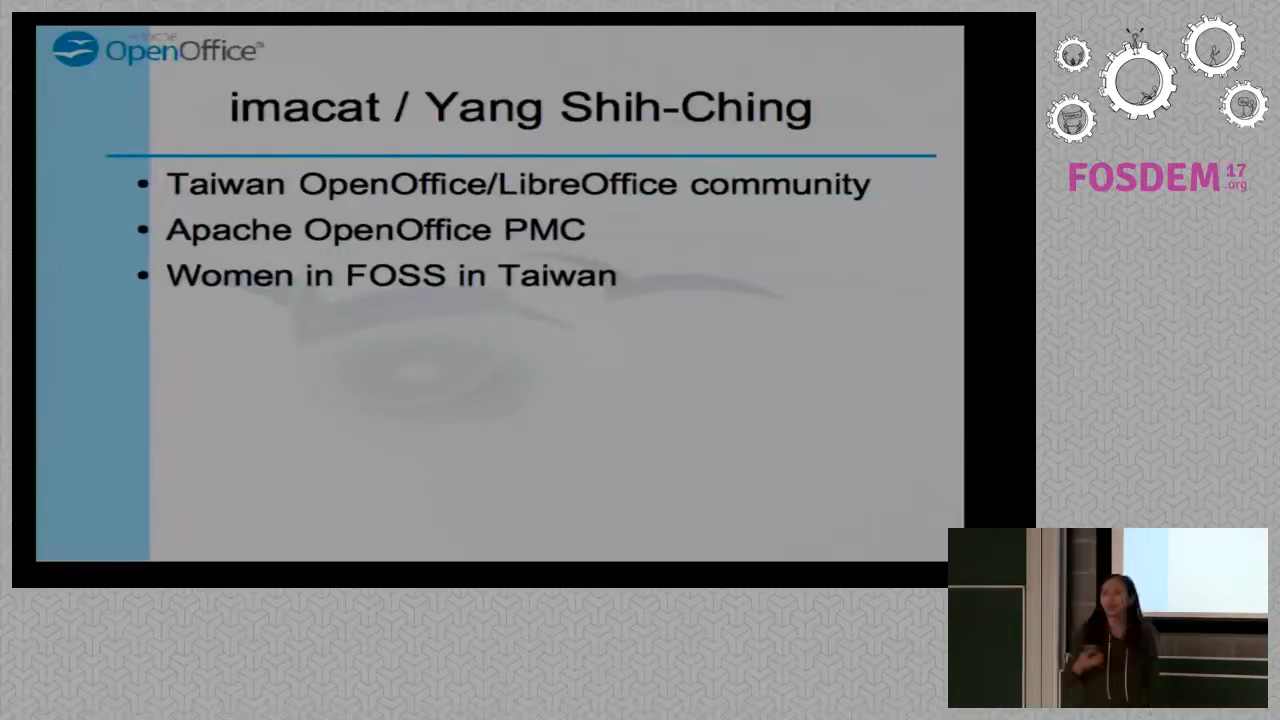 OpenOffice
imacat / Yang Shih-Ching
• Taiwan OpenOffice/LibreOffice community
• Apache OpenOffice PMC
• Women in FOSS in Taiwan
FOSDEM 17
.org